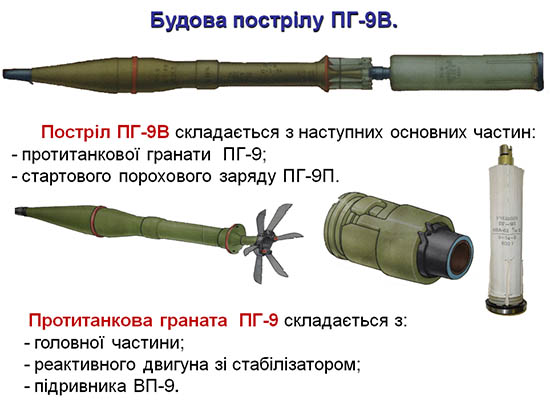 Будова пострілу ПГ-9В.
Постріл ПГ-9В складається з наступних основних частин:
- протитанкової гранати ПГ-9;
- стартового порохового заряду ПГ-9П.
Протитанкова граната ПГ-9 складається з:
- головної частини;
- реактивного двигуна зі стабілізатором;
- підривника ВП-9.